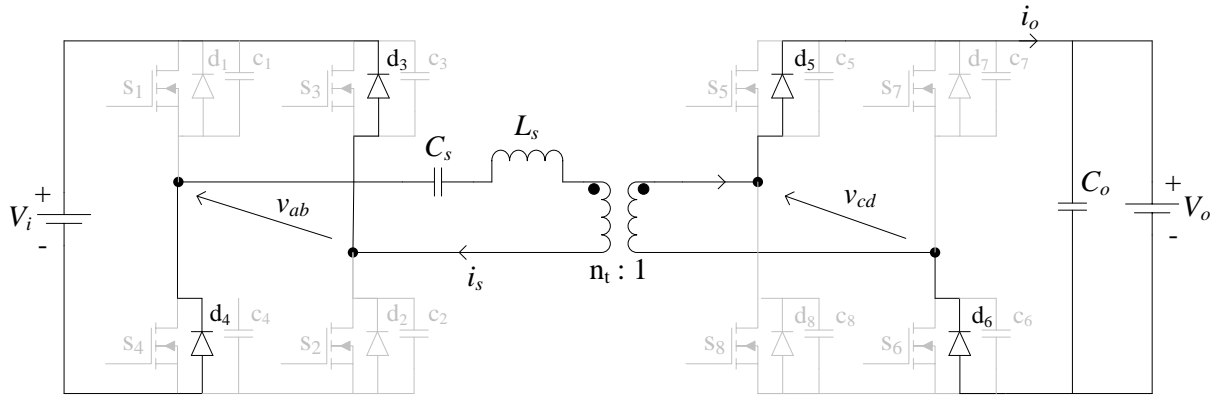 i_o
d_1 c_1 d_3 c_3 d_5 c_5 d_7 c_7
s_1 s_3 s_5 s_7
L_s
C_s
+ C_o +
V_i v_ab v_cd V_o
- -
n_t : 1
i_s
d_4 c_4 d_2 c_2 d_8 c_8 d_6 c_6
s_4 s_2 s_8 s_6